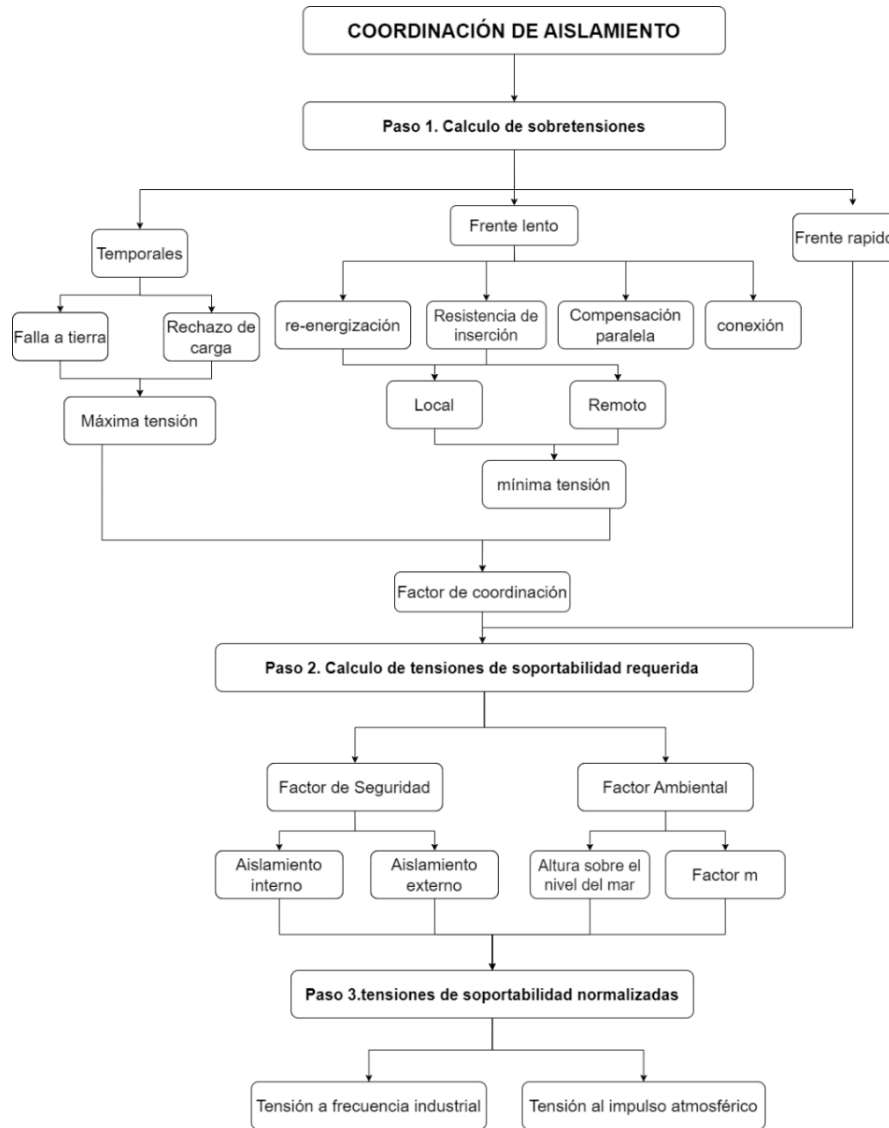 COORDINACIÓN DE AISLAMIENTO
Paso 1. Calculo de sobretensiones
Temporales
Frente lento
Frente rapido
Falla a tierra
Rechazo de
carga
re-energización
Resistencia de
inserción
Compensación
paralela
conexión
Máxima tensión
Local
Remoto
mínima tensión
Factor de coordinación
Paso 2. Calculo de tensiones de soportabilidad requerida
Factor de Seguridad
Factor Ambiental
Aislamiento
interno
Aislamiento
externo
Altura sobre el
nivel del mar
Factor m
Paso 3.tensiones de soportabilidad normalizadas
Tensión a frecuencia industrial
Tensión al impulso atmosférico